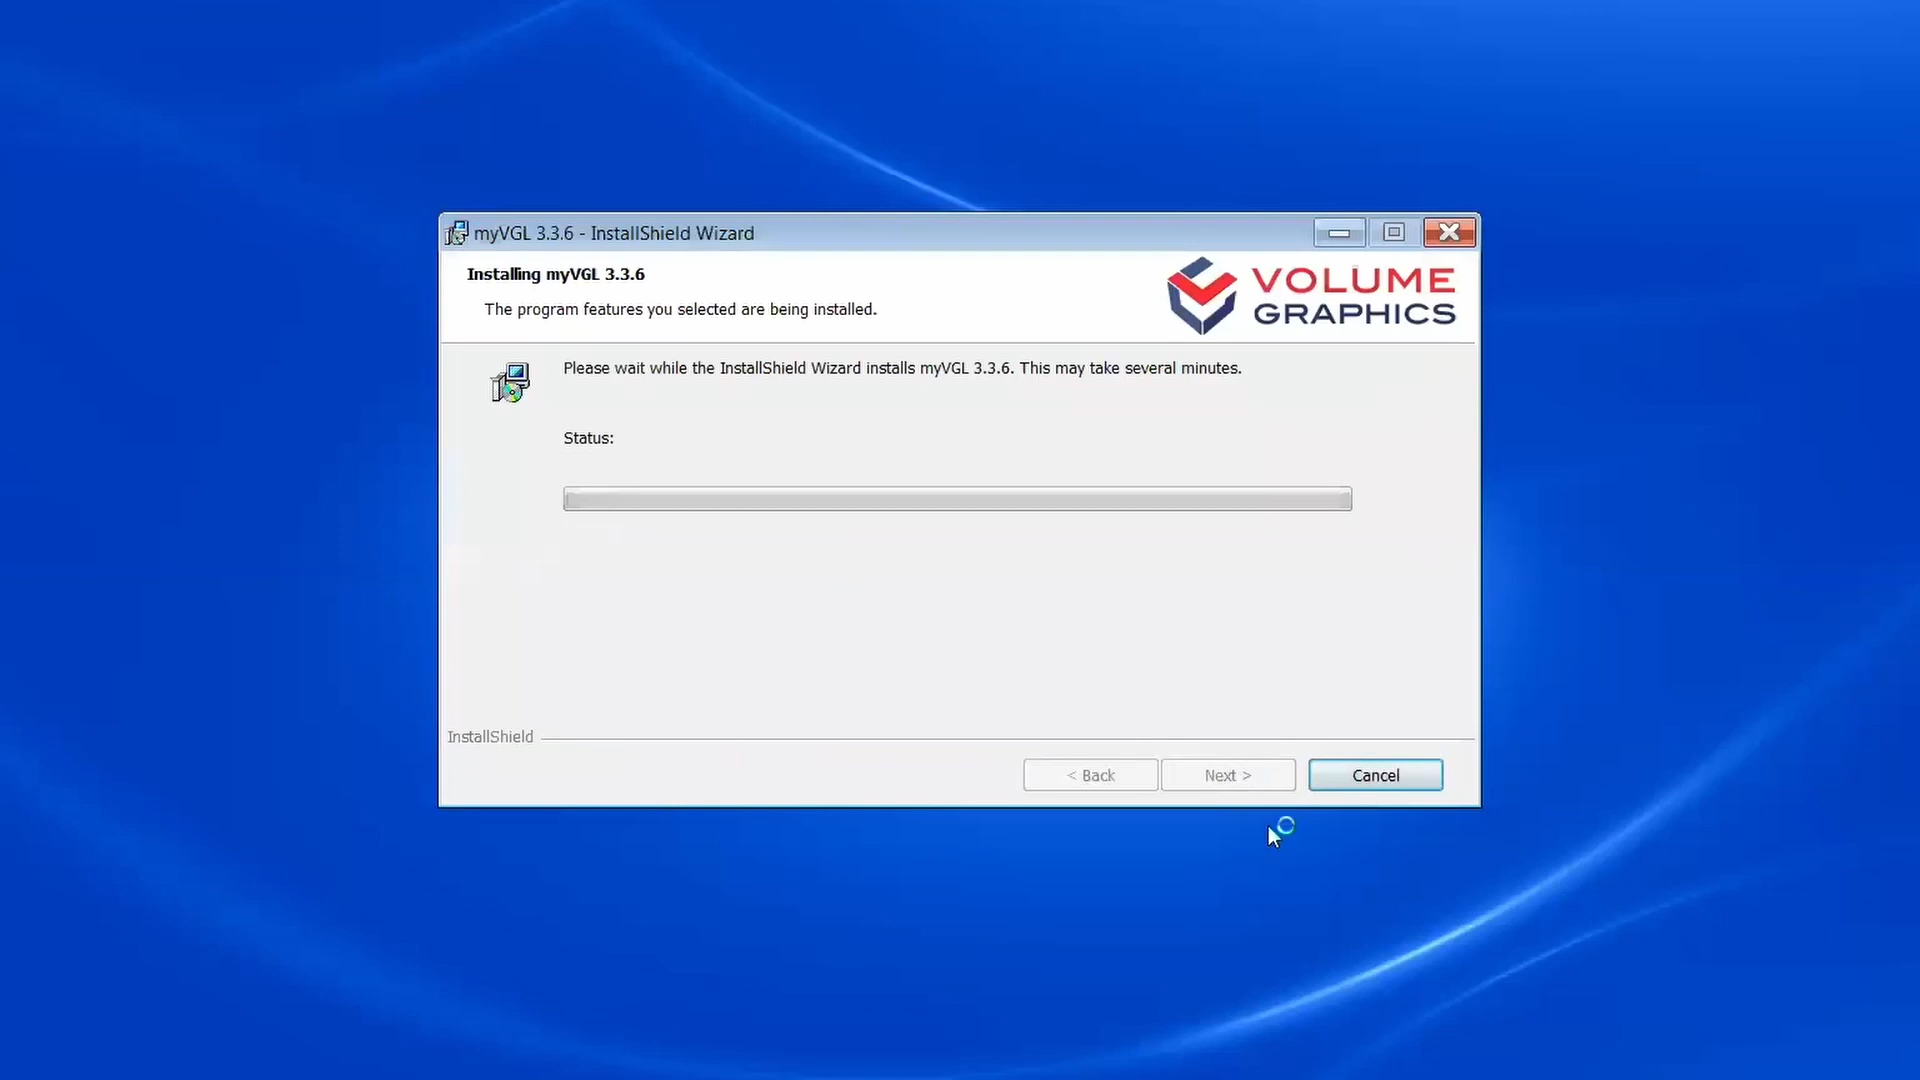 myVGL 3.3.6 - InstallShield Wizard
Installing myVGL 3.3.6
The program features you selected are being installed.
VOLUME
GRAPHICS
Please wait while the InstallShield Wizard installs myVGL 3.3.6. This may take several minutes.
Status:
InstallShield
< Back
Next >
Cancel